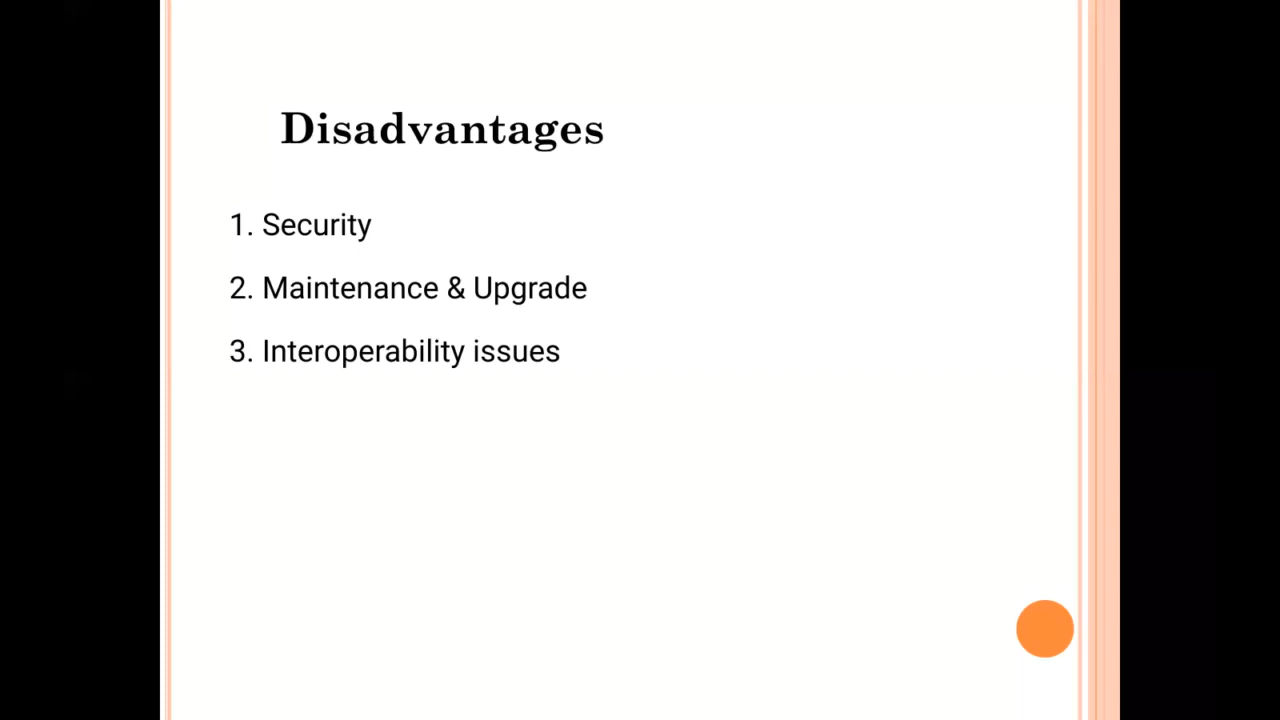 Disadvantages
1. Security
2. Maintenance & Upgrade
3. Interoperability issues